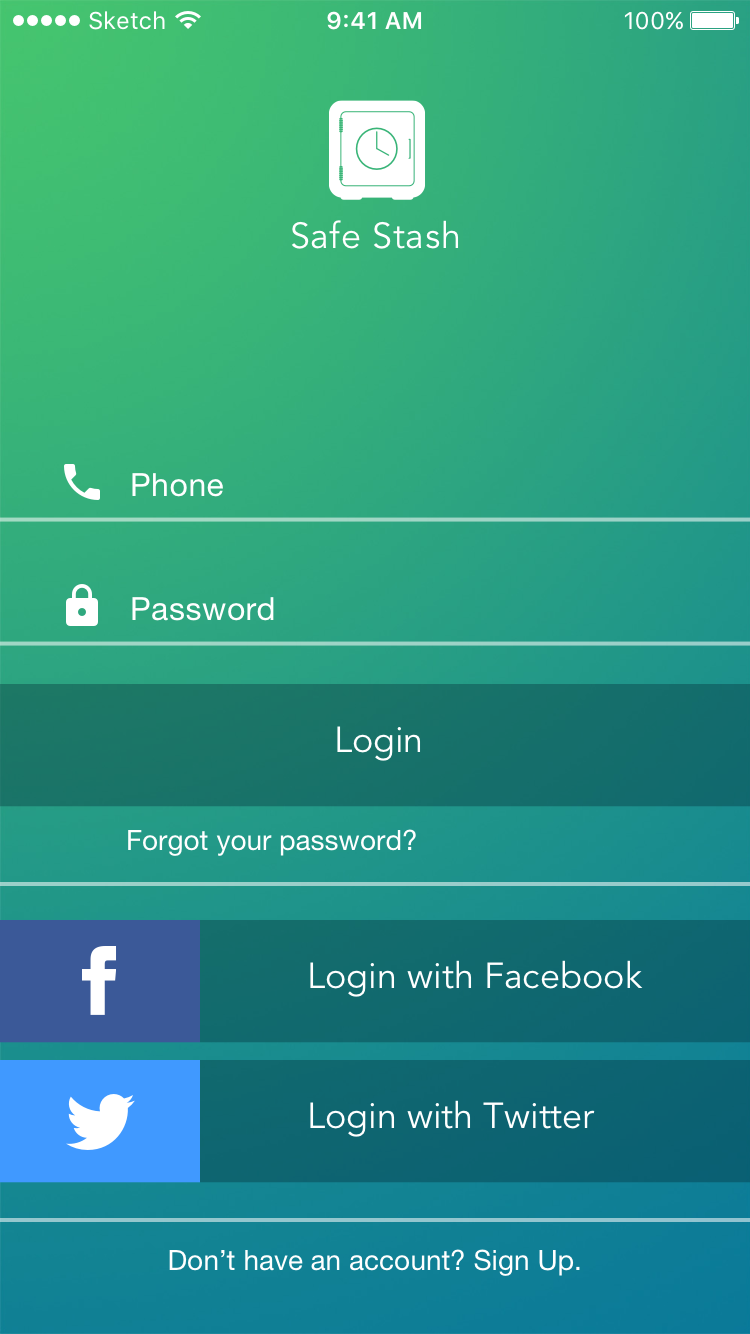 Sketch 9:41 AM 100%
Safe Stash
Phone
Password
Login
Forgot your password?
Login with Facebook
Login with Twitter
Don’t have an account? Sign Up.